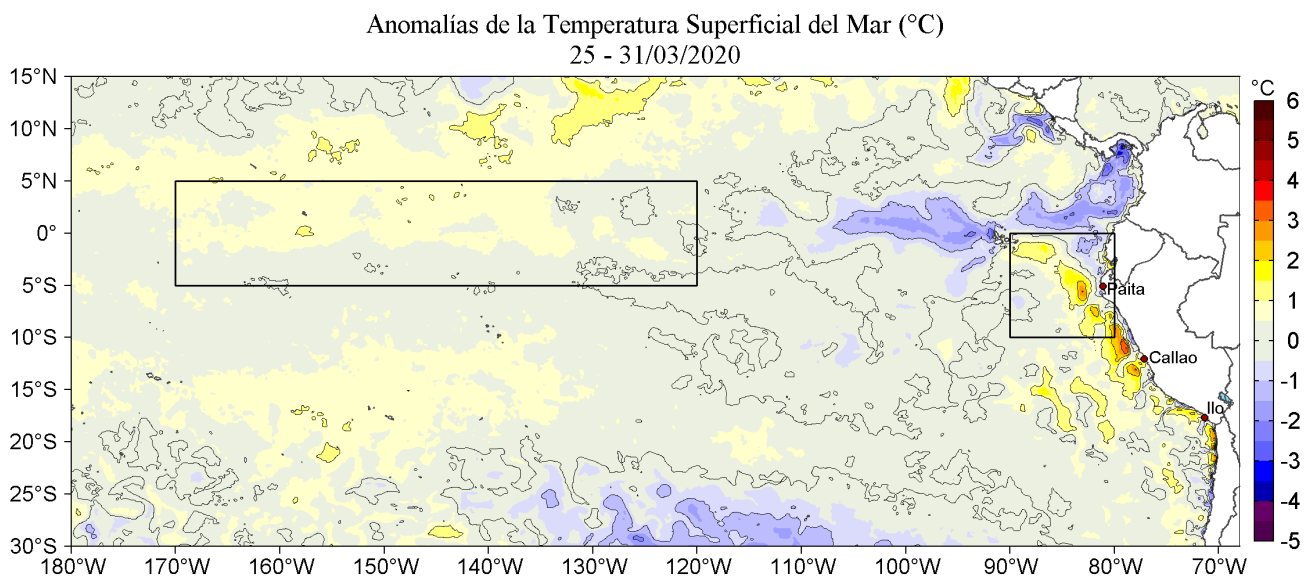 Anomalías de la Temperatura Superficial del Mar (°C)
25 - 31/03/2020
15°N
10°N
5°N
0°
5°S
10°S
15°S
20°S
25°S
30°S
Paita
Callao
Ilo
°C
6
5
4
3
2
1
0
-1
-2
-3
-4
-5
180°W 170°W 160°W 150°W 140°W 130°W 120°W 110°W 100°W 90°W 80°W 70°W